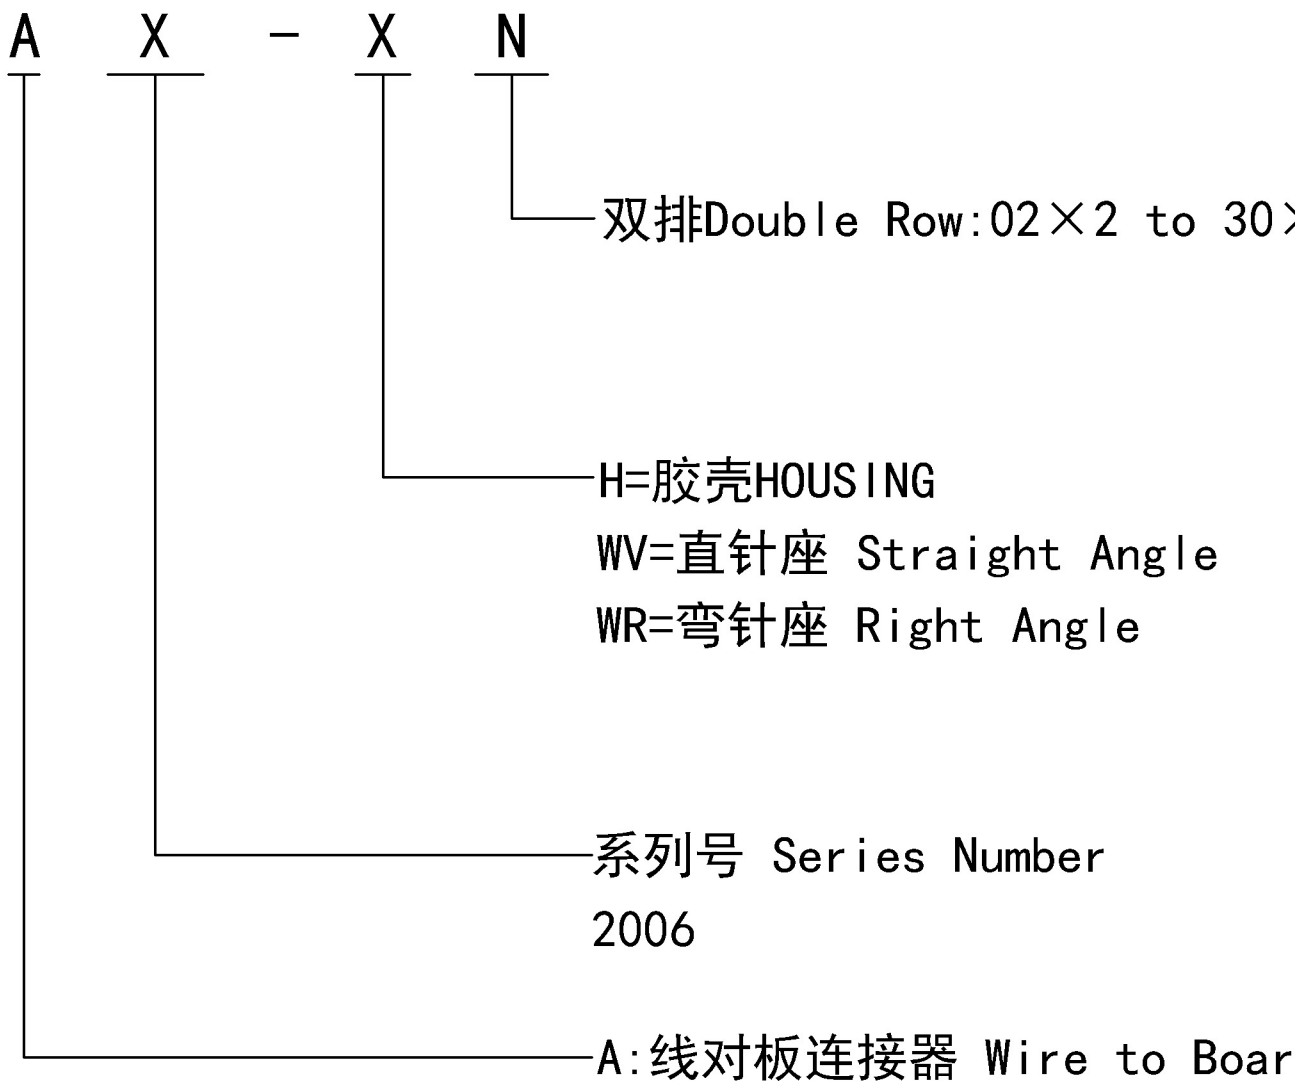 A X - X N
双排Double Row:02×2 to 30×
H=胶壳HOUSING
WV=直针座 Straight Angle
WR=弯针座 Right Angle
系列号 Series Number
2006
A:线对板连接器 Wire to Boar